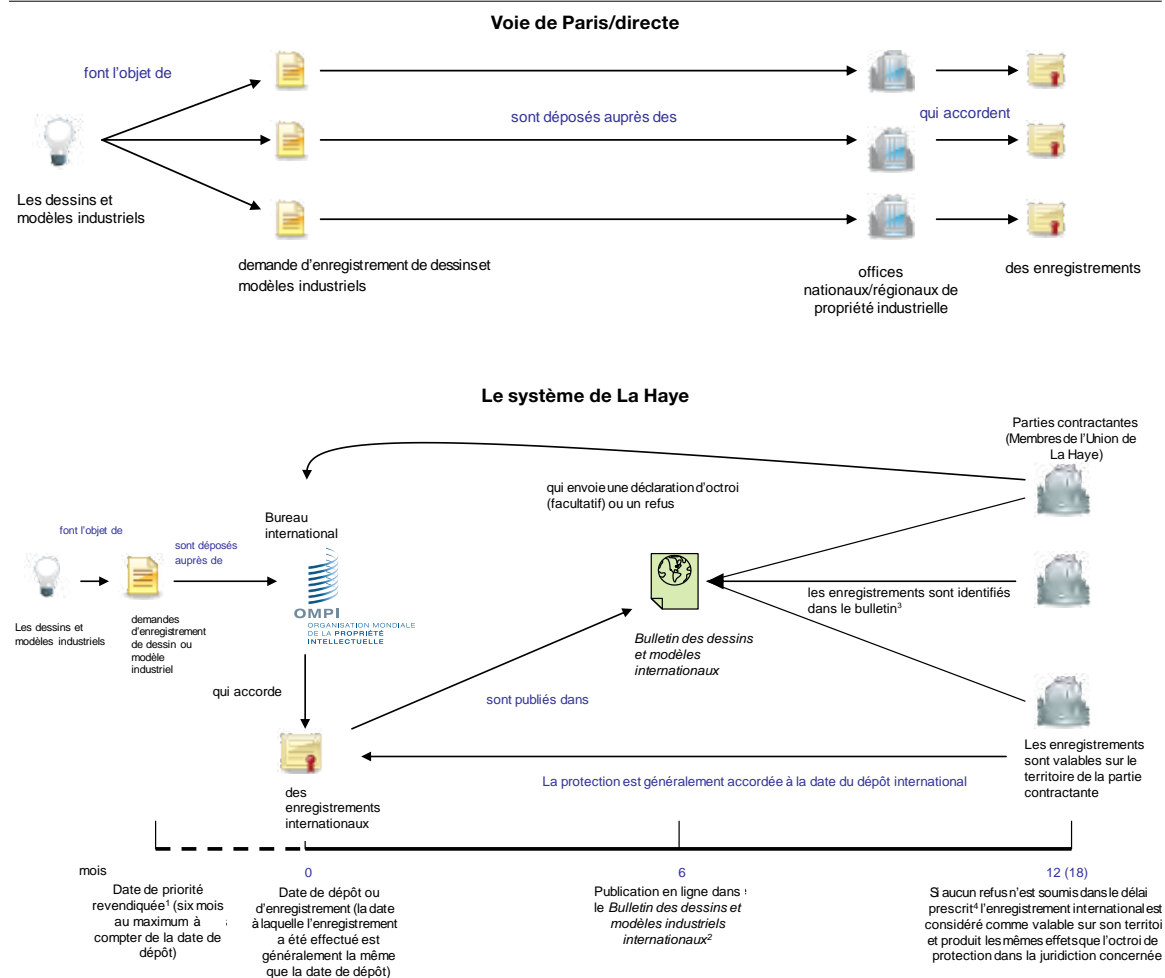 Voie de Paris/directe
font l'objet de
sont déposés auprès des
qui accordent
Les dessins et
modèles industriels
demande d'enregistrement de dessins et
modèles industriels
offices
nationaux/régionaux de
propriété industrielle
des enregistrements
Le système de La Haye
Parties contractantes
(Membres de l'Union de
La Haye)
qui envoie une déclaration d'octroi
(facultatif) ou un refus
Bureau
international
font l'objet de
sont déposés
auprès de
OMPI
ORGANISATION MONDIALE
DE LA PROPRIÉTÉ
INTELLECTUELLE
les enregistrements sont identifiés
dans le bulletin³
Les dessins et
modèles industriels
demandes
d'enregistrement
de dessin ou
modèle
industriel
Bulletin des dessins
et modèles
internationaux
qui accorde
sont publiés dans
Les enregistrements
sont valables sur le
territoire de la partie
contractante
La protection est généralement accordée à la date du dépôt international
des
enregistrements
internationaux
mois
0
6
12 (18)
Date de priorité
revendiquée¹ (six mois
au maximum à
compter de la date de
dépôt)
Date de dépôt ou
d'enregistrement (la date
à laquelle l'enregistrement
a été effectué est
généralement la même
que la date de dépôt)
Publication en ligne dans
le Bulletin des dessins et
modèles industriels
internationaux²
Si aucun refus n'est soumis dans le délai
prescrit⁴ l'enregistrement international est
considéré comme valable sur son territoi
et produit les mêmes effets que l'octroi de
protection dans la juridiction concernée